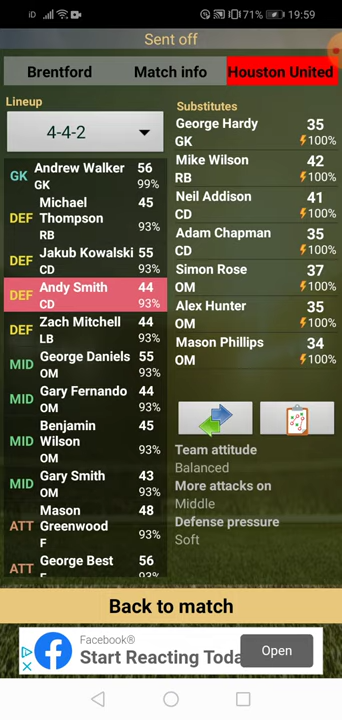 iD 71% 19:59
Sent off
Brentford Match info Houston United
Lineup
4-4-2
GK Andrew Walker 56
GK 99%
Michael 45
DEF Thompson 93%
RB
DEF Jakub Kowalski 55
CD 93%
DEF Andy Smith 44
CD 93%
DEF Zach Mitchell 44
LB 93%
MID George Daniels 55
OM 93%
MID Gary Fernando 44
OM 93%
Benjamin 45
MID Wilson 93%
OM
MID Gary Smith 43
OM 93%
Mason 48
ATT Greenwood 93%
F
ATT George Best 56
F 93%
Substitutes
George Hardy 35
GK 100%
Mike Wilson 42
RB 100%
Neil Addison 41
CD 100%
Adam Chapman 35
CD 100%
Simon Rose 37
OM 100%
Alex Hunter 35
OM 100%
Mason Phillips 34
OM 100%
Team attitude
Balanced
More attacks on
Middle
Defense pressure
Soft
Back to match
Facebook®
Start Reacting Toda
Open